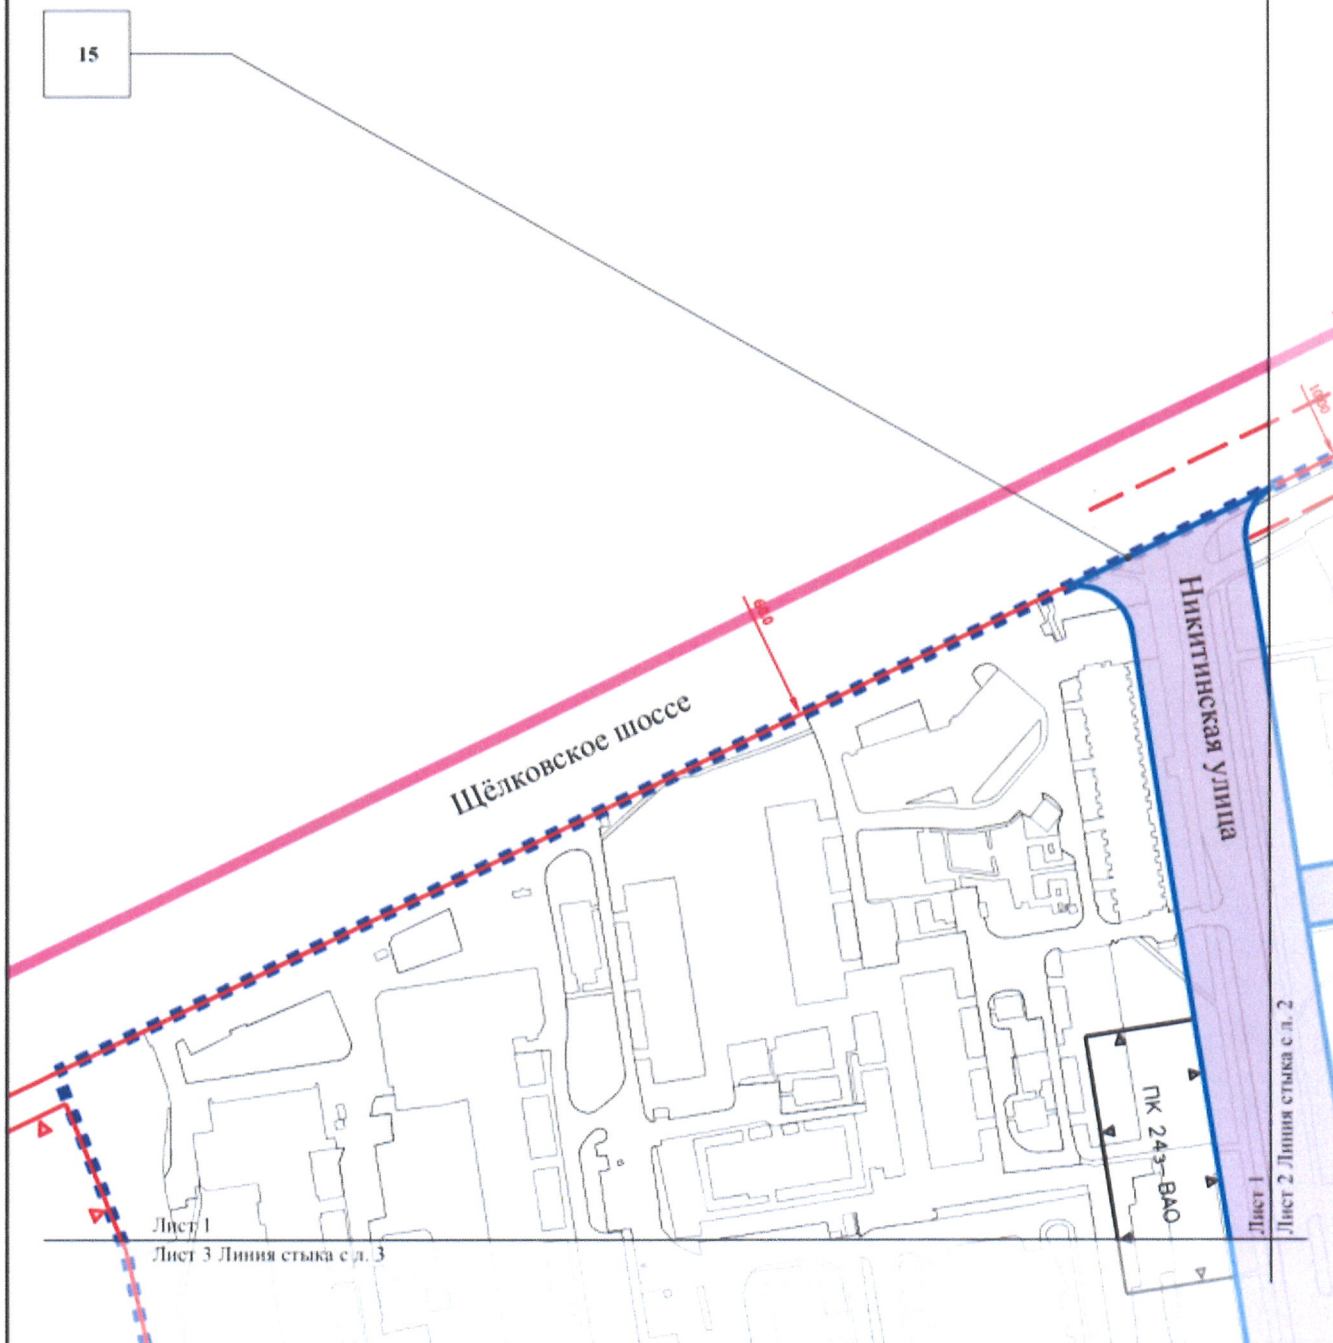 15
Щёлковское шоссе
Никитинская улица
ПК 243-ВАО
Лист 1
Лист 3 Линия стыка с л. 3
Лист 1
Лист 2 Линия стыка с л. 2